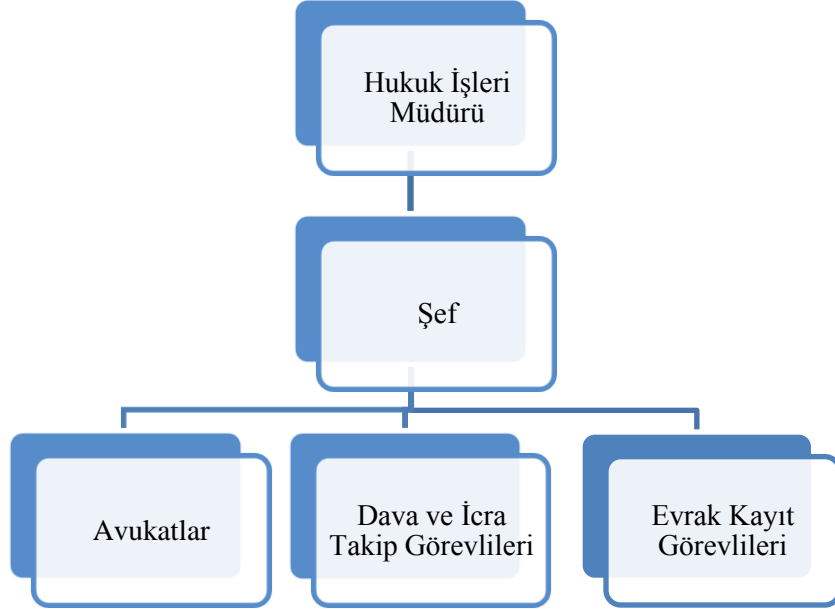 Hukuk İşleri
Müdürü
Şef
Avukatlar
Dava ve İcra
Takip Görevlileri
Evrak Kayıt
Görevlileri